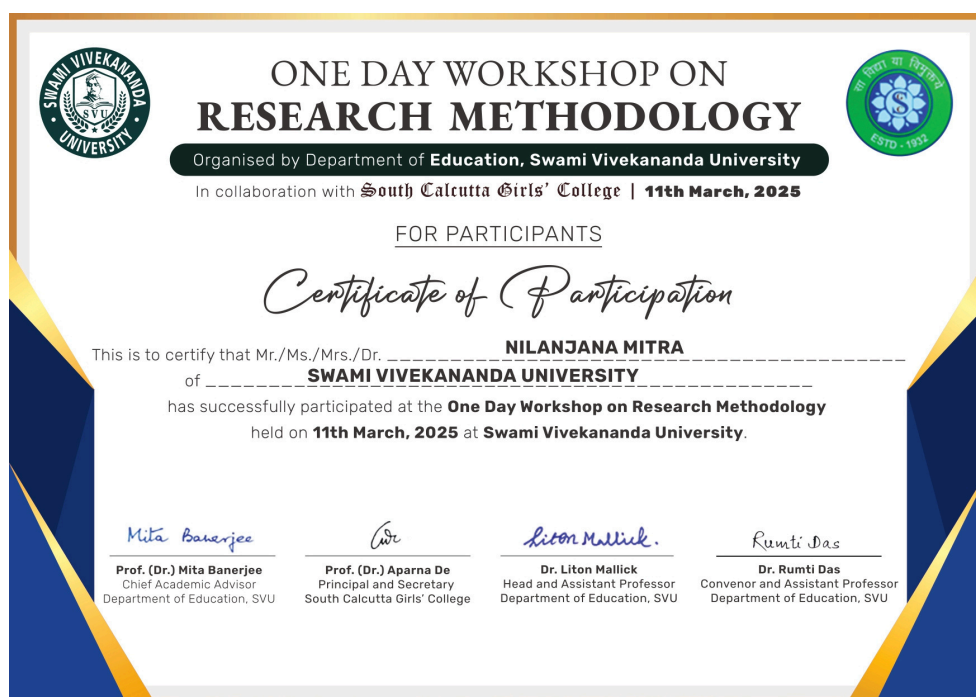 SWAMI VIVEKANANDA UNIVERSITY
SVU
सा विद्या या विमुक्तये
S
ESTD - 1932
ONE DAY WORKSHOP ON
RESEARCH METHODOLOGY
Organised by Department of Education, Swami Vivekananda University
In collaboration with South Calcutta Girls' College | 11th March, 2025
FOR PARTICIPANTS
Certificate of Participation
This is to certify that Mr./Ms./Mrs./Dr. NILANJANA MITRA
of SWAMI VIVEKANANDA UNIVERSITY
has successfully participated at the One Day Workshop on Research Methodology
held on 11th March, 2025 at Swami Vivekananda University.
Mita Banerjee
Liton Mallick.
Rumti Das
Prof. (Dr.) Mita Banerjee
Chief Academic Advisor
Department of Education, SVU
Prof. (Dr.) Aparna De
Principal and Secretary
South Calcutta Girls' College
Dr. Liton Mallick
Head and Assistant Professor
Department of Education, SVU
Dr. Rumti Das
Convenor and Assistant Professor
Department of Education, SVU